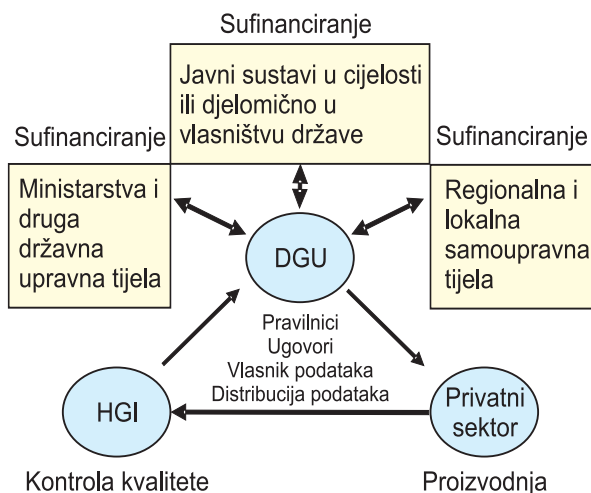 Sufinanciranje
Javni sustavi u cijelosti
ili djelomično u
vlasništvu države
Sufinanciranje
Sufinanciranje
Ministarstva i
druga
državna
upravna tijela
Regionalna i
lokalna
samoupravna
tijela
DGU
Pravilnici
Ugovori
Vlasnik podataka
Distribucija podataka
HGI
Privatni
sektor
Kontrola kvalitete
Proizvodnja